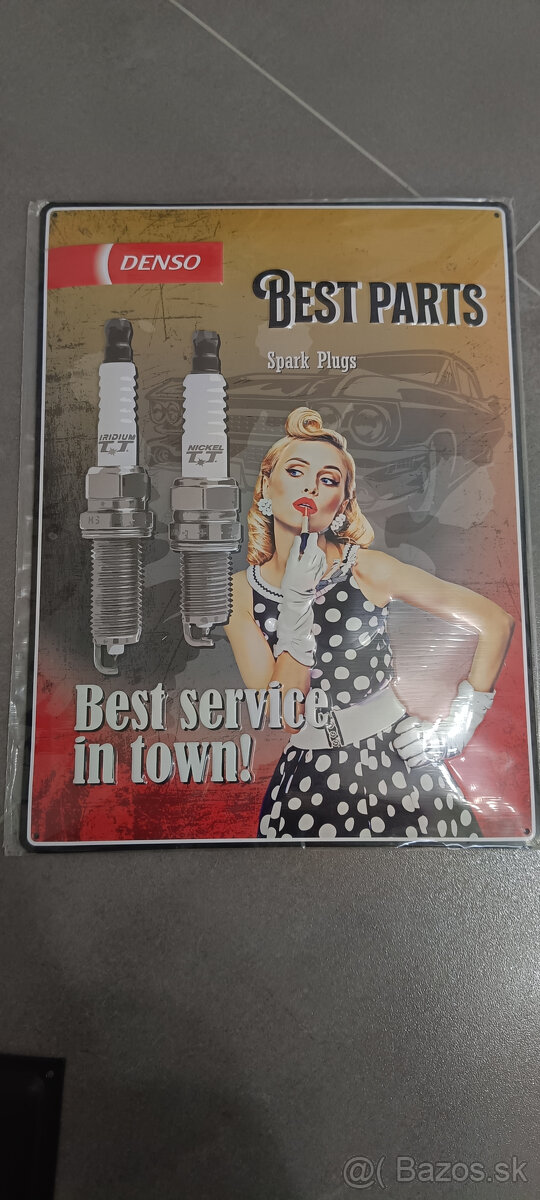 DENSO
BEST PARTS
Spark Plugs
IRIDIUM
TT
NICKEL
TT
Best service
in town!
@( Bazos.sk